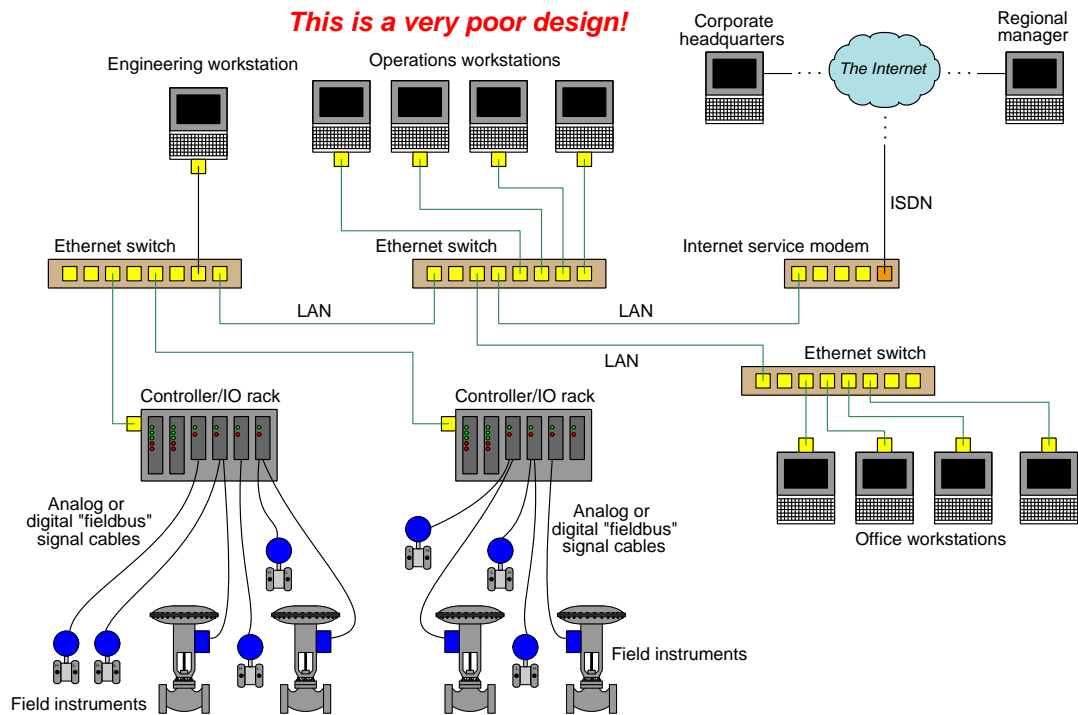 This is a very poor design!
Corporate
headquarters
Regional
manager
The Internet
Engineering workstation
Operations workstations
ISDN
Ethernet switch
Ethernet switch
Internet service modem
LAN
LAN
LAN
Ethernet switch
Controller/IO rack
Controller/IO rack
Analog or
digital "fieldbus"
signal cables
Analog or
digital "fieldbus"
signal cables
Office workstations
Field instruments
Field instruments